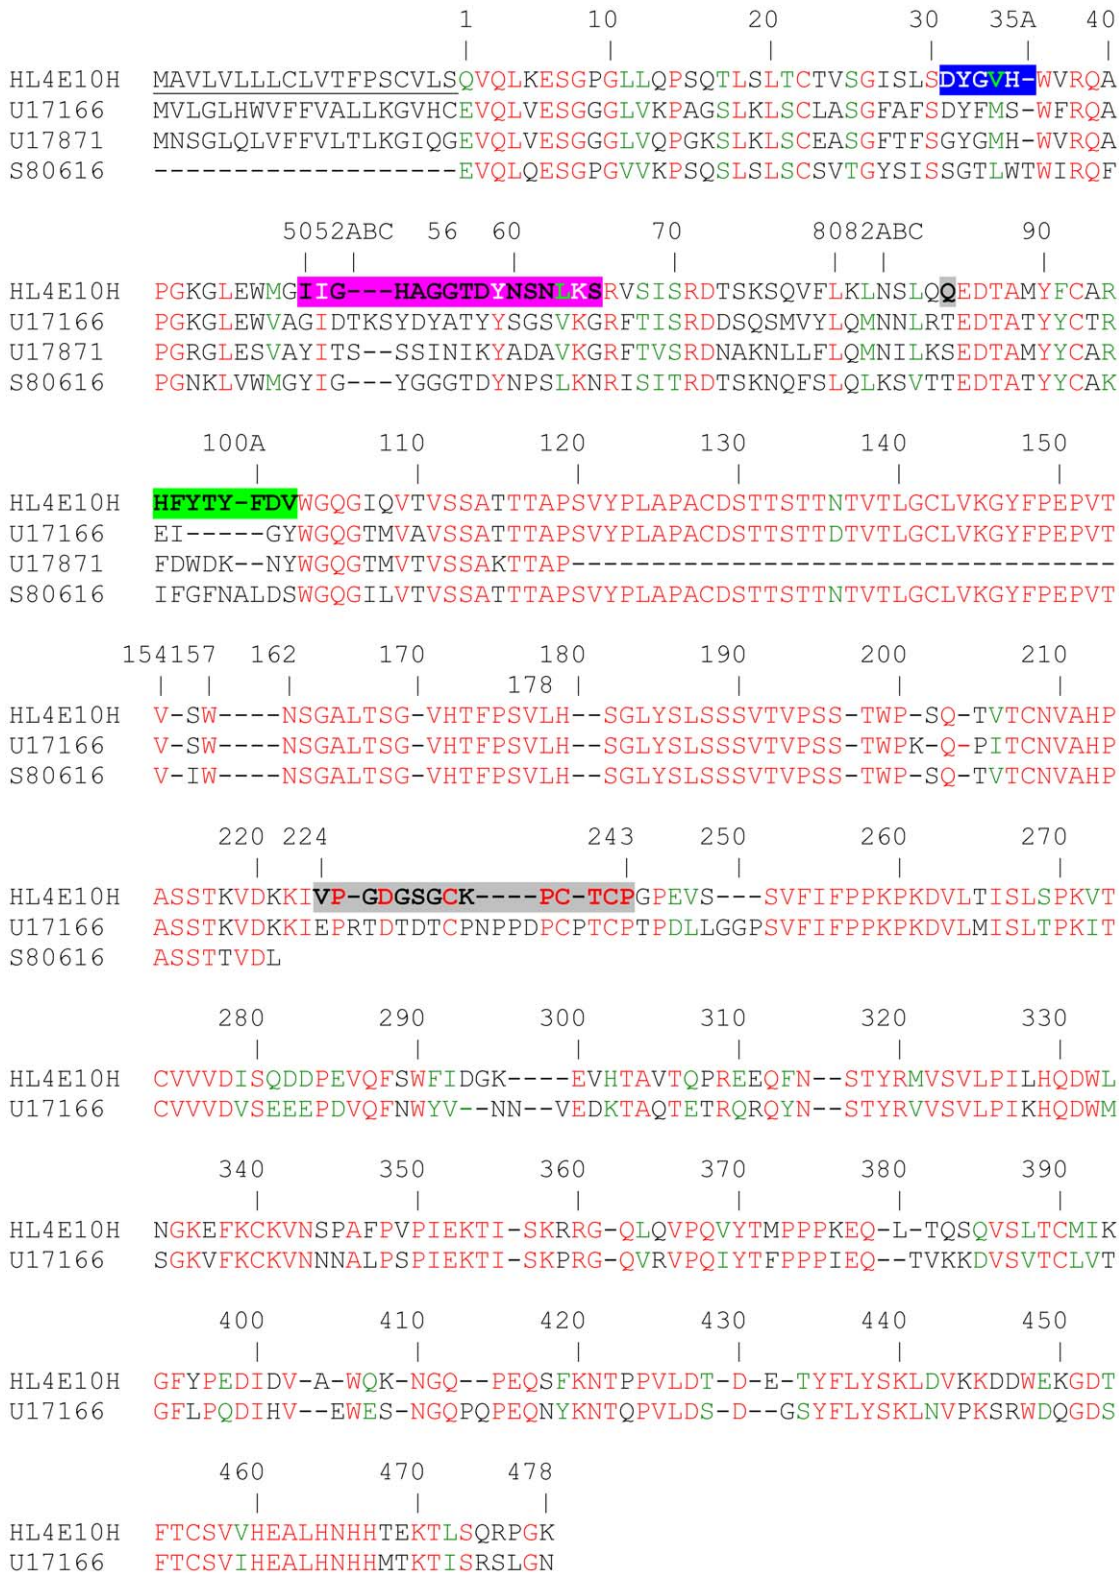 1 10 20 30 35A 40
HL4E10H MAVLVLLLCLVTFPSCVLSQVQLKESGPGLLQPSQTLSLTCTVSGISLSDYGVH-WVRQA
U17166 MVLGLHWVFFVALLKGVHCEVQLVESGGGLVKPAGSLKLSCLASGFAFSDYFMS-WFRQA
U17871 MNSGLQLVFFVLTLKGIQGEVQLVESGGGLVQPGKSLKLSCEASGFTFSGYGMH-WVRQA
S80616 -------------------EVQLQESGPGVVKPSQSLSLSCSVTGYSISSSGTLWTWIRQF
5052ABC 56 60 70 8082ABC 90
HL4E10H PGKGLEWMGIIG---HAGGTDYNSNLKSRVSISRDTSKSQVFLKLNSLQQEDTAMYFCAR
U17166 PGKGLEWVAGIDTKSYDYATYYSGSVKGRFTISRDDSQSMVYLQMNNLRTEDTATYYCTR
U17871 PGRGLESVAYITS--SSINIKYADAVKGRFTVSRDNAKNLLFLQMNILKSEDTAMYYCAR
S80616 PGNKLVWMGYIG---YGGGTDYNPSLKNRISITRDTSKNQFSLQLKSVTTEDTATYYCAK
100A 110 120 130 140 150
HL4E10H HFYTY-FDVWGQGIQVTVSSATTTAPSVYPLAPACDSTTSTTNTVTLGCLVKGYFPEPVT
U17166 EI-----GYWGQGTMVAVSSATTTAPSVYPLAPACDSTTSTTDTVTLGCLVKGYFPEPVT
U17871 FDWDK--NYWGQGTMVTVSSAKTTAP----------------------------------
S80616 IFGFNALDSWGQGILVTVSSATTTAPSVYPLAPACDSTTSTTNTVTLGCLVKGYFPEPVT
154157 162 170 178 180 190 200 210
HL4E10H V-SW----NSGALTSG-VHTFPSVLH--SGLYSLSSSVTVPSS-TWP-SQ-TVTCNVAHP
U17166 V-SW----NSGALTSG-VHTFPSVLH--SGLYSLSSSVTVPSS-TWPK-Q-PITCNVAHP
S80616 V-IW----NSGALTSG-VHTFPSVLH--SGLYSLSSSVTVPSS-TWP-SQ-TVTCNVAHP
220 224 243 250 260 270
HL4E10H ASSTKVDKKIVP-GDGSGCK----PC-TCPGPEVS---SVFIFPPKPKDVLTISLSPKVT
U17166 ASSTKVDKKIEPRTDTDTCPNPPDPCPTCPTPDLLGGPSVFIFPPKPKDVLMISLTPKIT
S80616 ASSTTVDL
280 290 300 310 320 330
HL4E10H CVVVDISQDDPEVQFSWFIDGK----EVHTAVTQPREEQFN--STYRMVSVLPILHQDWL
U17166 CVVVDVSEEEPDVQFNWYV--NN--VEDKTAQTETRQRQYN--STYRVVSVLPIKHQDWM
340 350 360 370 380 390
HL4E10H NGKEFKCKVNSPAFPVPIEKTI-SKRRG-QLQVPQVYTMPPPKEQ-L-TQSQVSLTCMIK
U17166 SGKVFKCKVNNNALPSPIEKTI-SKPRG-QVRVPQIYTFPPPIEQ--TVKKDVSVTCLVT
400 410 420 430 440 450
HL4E10H GFYPEDIDV-A-WQK-NGQ--PEQSFKNTPPVLDT-D-E-TYFLYSKLDVKKDDWEKGDT
U17166 GFLPQDIHV--EWES-NGQPQPEQNYKNTQPVLDS-D--GSYFLYSKLNVPKSRWDQGDS
460 470 478
HL4E10H FTCSVVHEALHNHHTEKTLSQRPGK
U17166 FTCSVIHEALHNHHMTKTISRSLGN